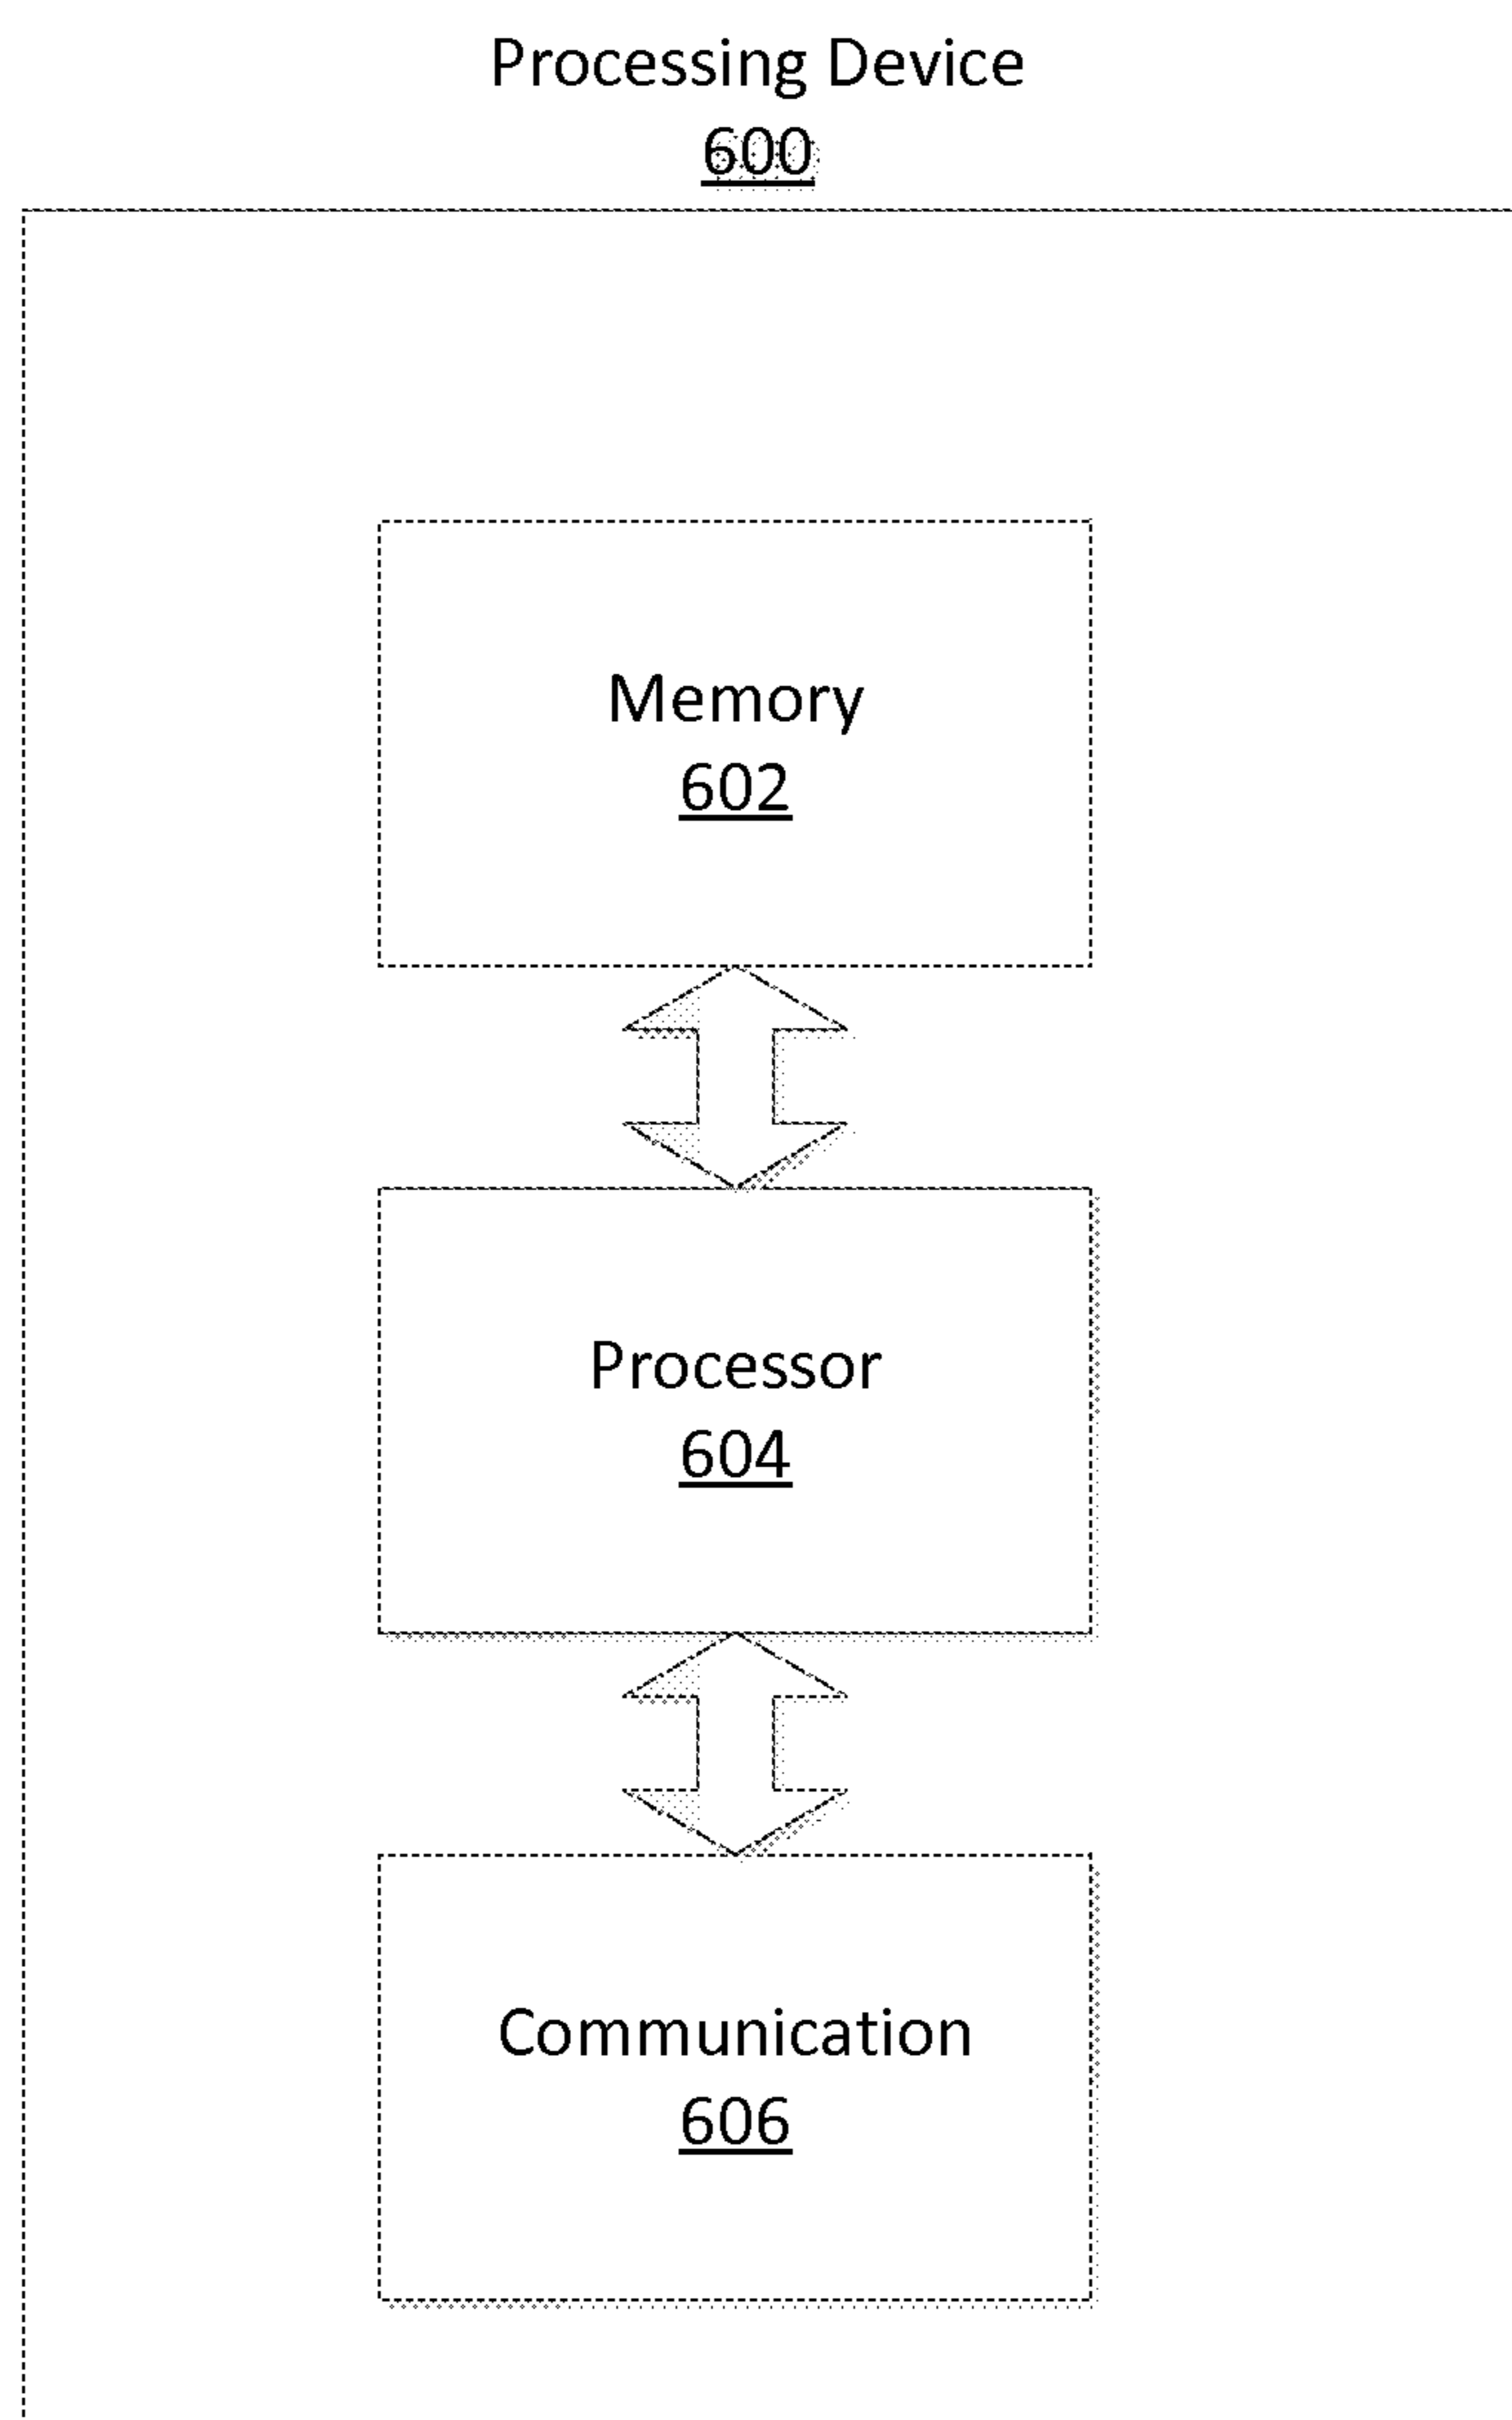 Processing Device
600
Memory
602
Processor
604
Communication
606